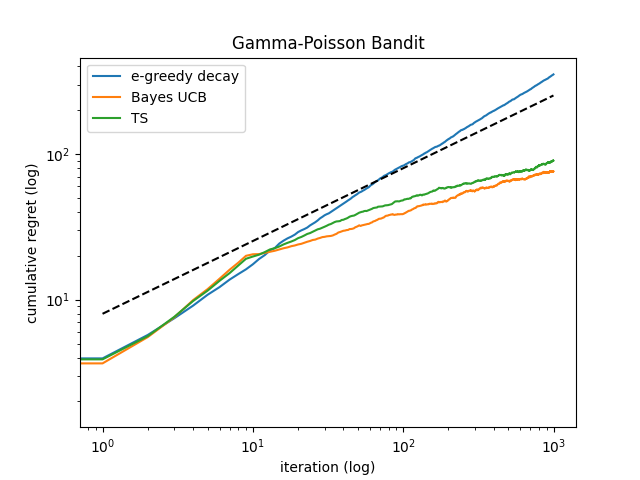 Gamma-Poisson Bandit
e-greedy decay
Bayes UCB
TS
cumulative regret (log)
10²
10¹
10⁰
10¹
10²
10³
iteration (log)